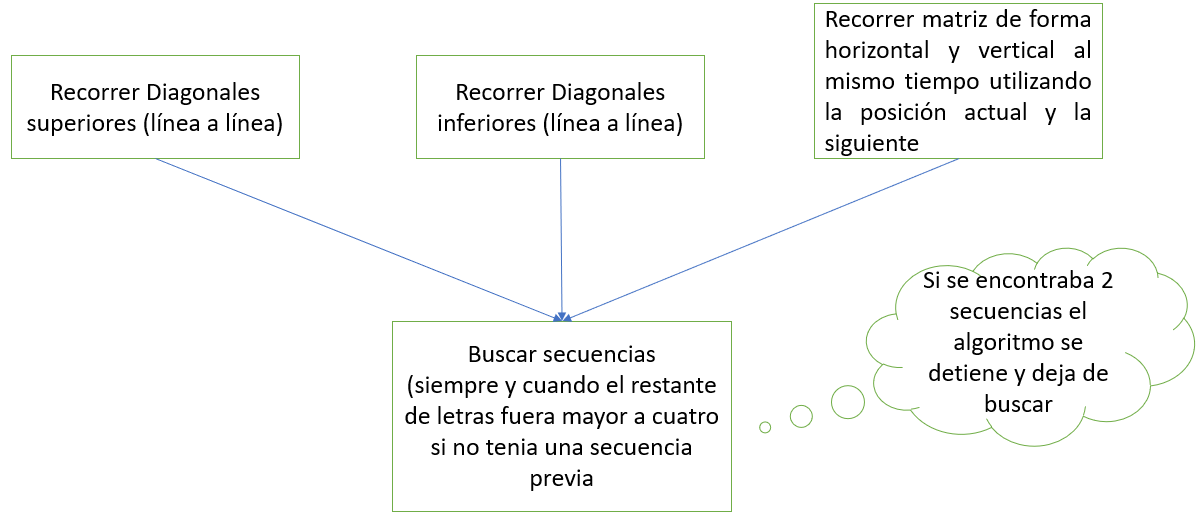 Recorrer Diagonales
superiores (línea a línea)
Recorrer Diagonales
inferiores (línea a línea)
Recorrer matriz de forma
horizontal y vertical al
mismo tiempo utilizando
la posición actual y la
siguiente
Buscar secuencias
(siempre y cuando el restante
de letras fuera mayor a cuatro
si no tenia una secuencia
previa
Si se encontraba 2
secuencias el
algoritmo se
detiene y deja de
buscar